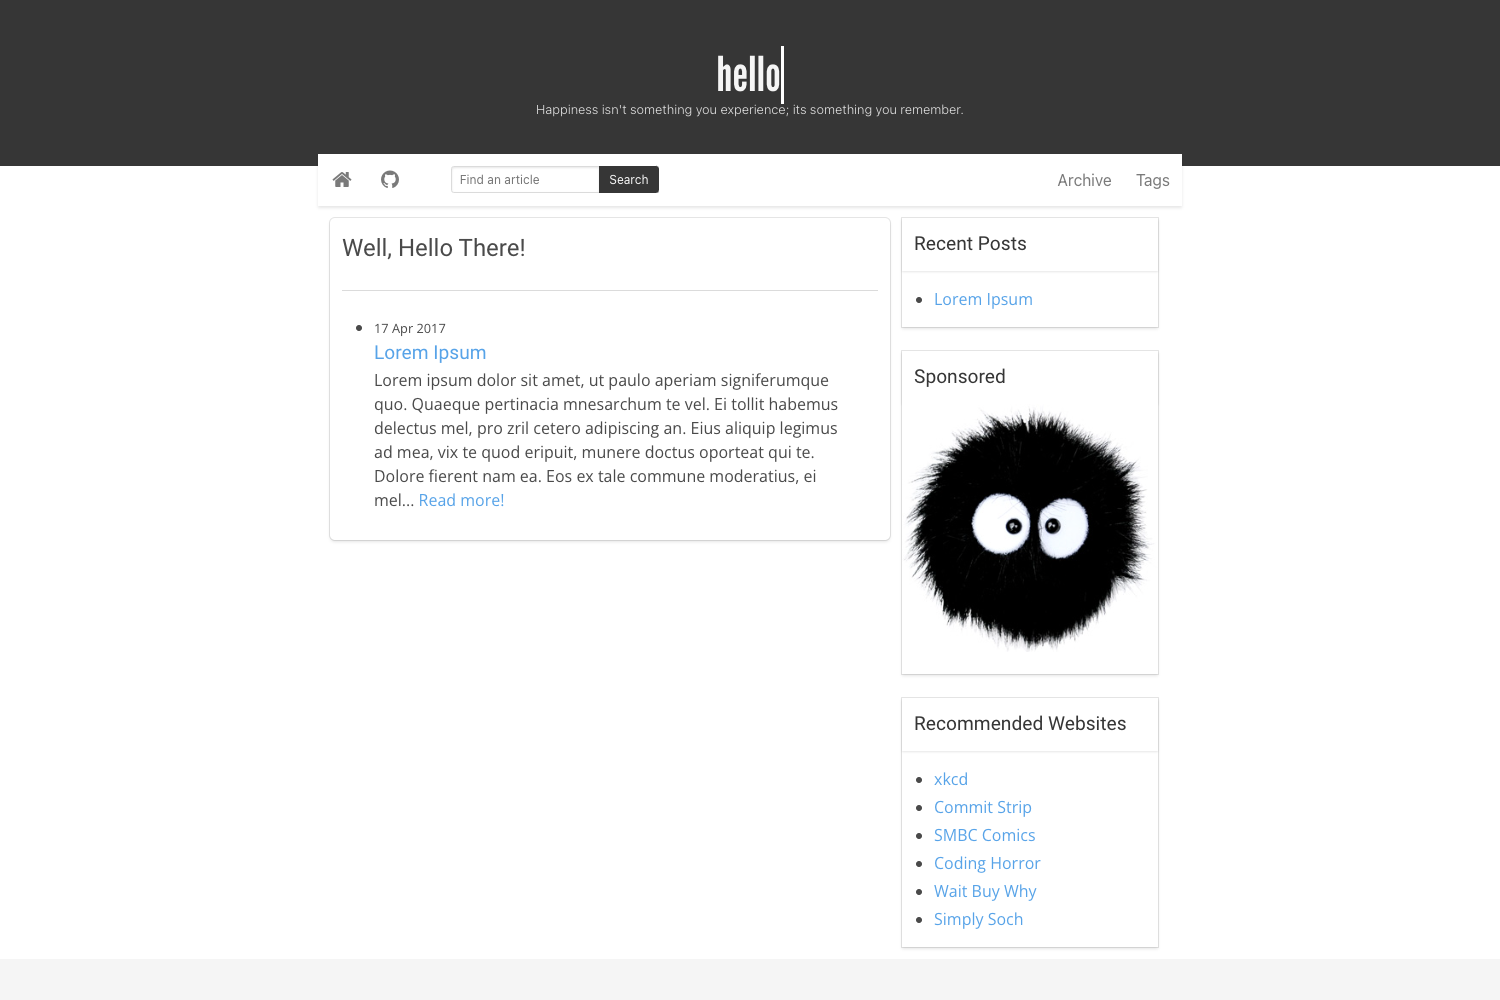 hello
Happiness isn't something you experience; its something you remember.
Find an article
Search
Archive
Tags
Well, Hello There!
17 Apr 2017
Lorem Ipsum
Lorem ipsum dolor sit amet, ut paulo aperiam signiferumque
quo. Quaeque pertinacia mnesarchum te vel. Ei tollit habemus
delectus mel, pro zril cetero adipiscing an. Eius aliquip legimus
ad mea, vix te quod eripuit, munere doctus oporteat qui te.
Dolore fierent nam ea. Eos ex tale commune moderatius, ei
mel... Read more!
Recent Posts
Lorem Ipsum
Sponsored
Recommended Websites
xkcd
Commit Strip
SMBC Comics
Coding Horror
Wait Buy Why
Simply Soch